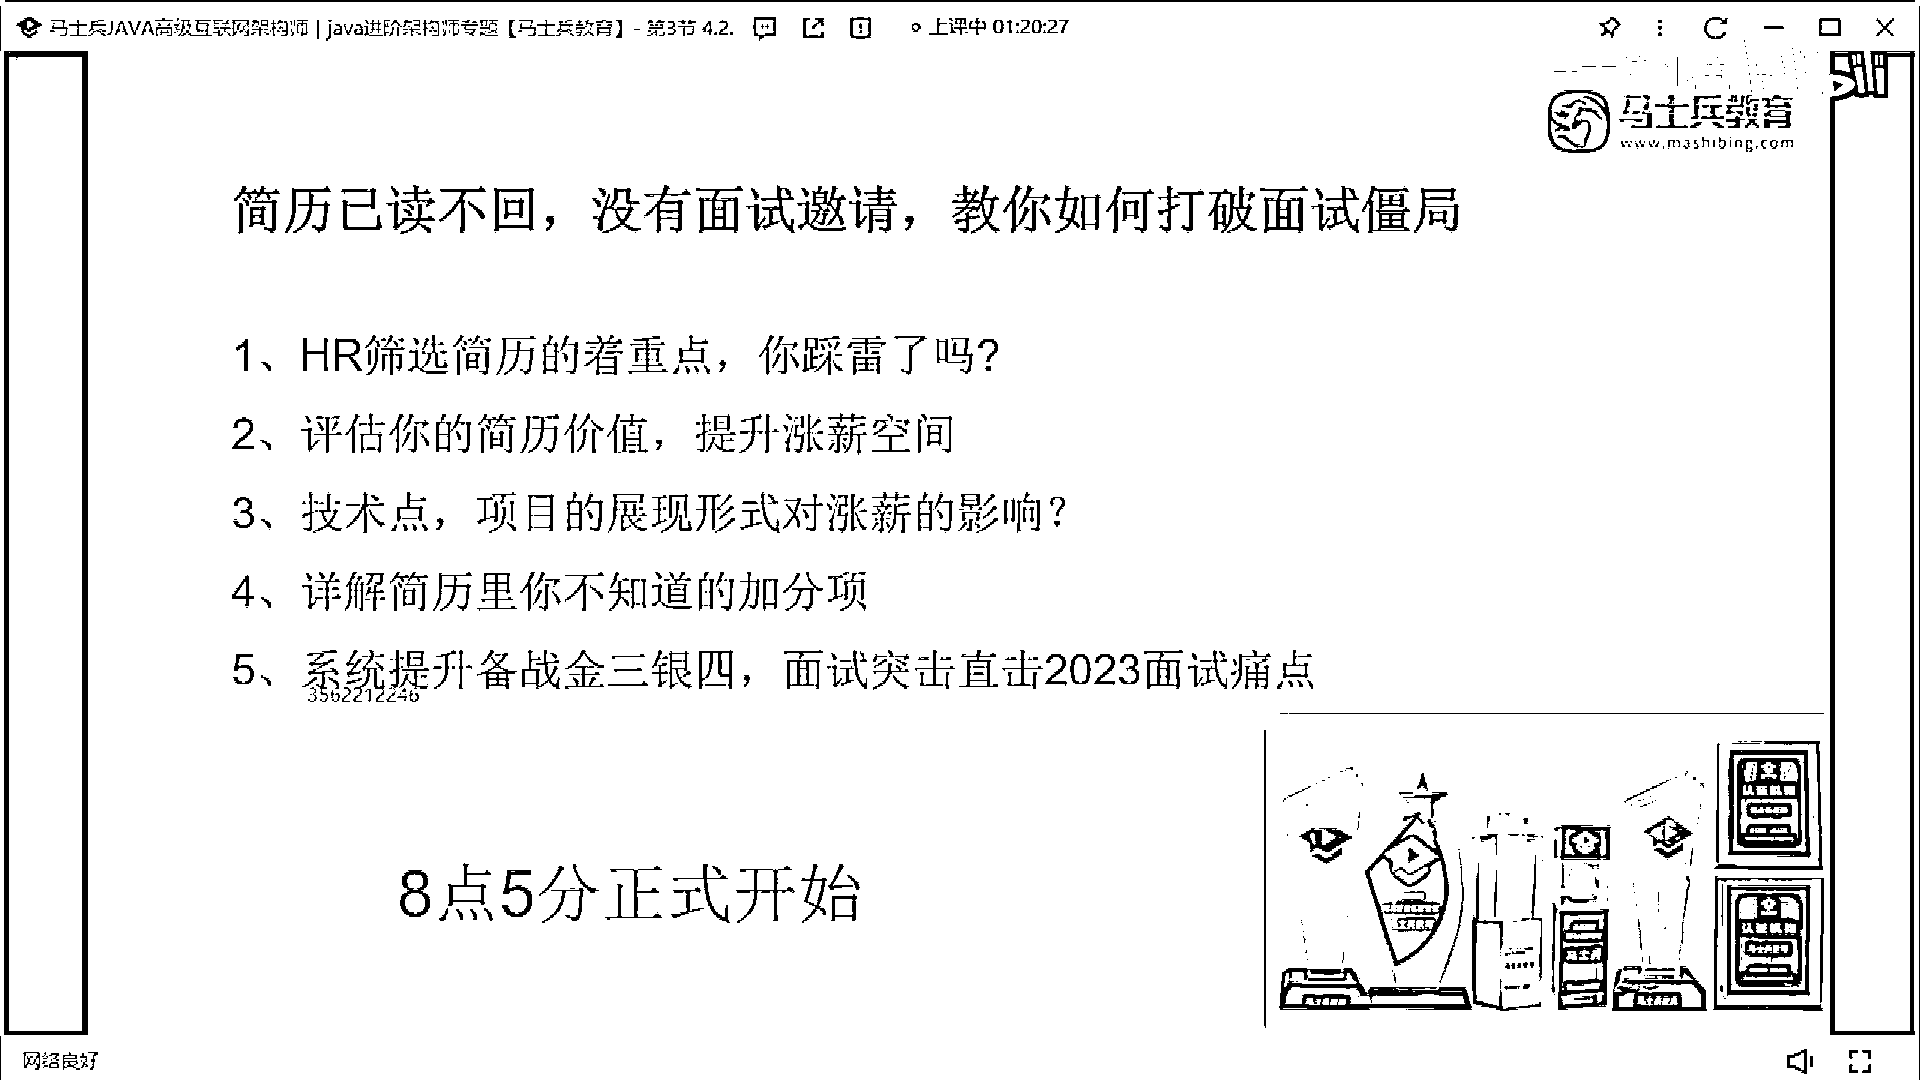 马士兵JAVA高级互联网架构师 | java进阶架构师专题【马士兵教育】 - 第3节 4.2. 上课中 01:20:27
马士兵教育
www.mashibing.com
简历已读不回，没有面试邀请，教你如何打破面试僵局
1、HR筛选简历的着重点，你踩雷了吗?
2、评估你的简历价值，提升涨薪空间
3、技术点，项目的展现形式对涨薪的影响?
4、详解简历里你不知道的加分项
5、系统提升备战金三银四，面试突击直击2023面试痛点
3562212246
8点5分正式开始
网络良好